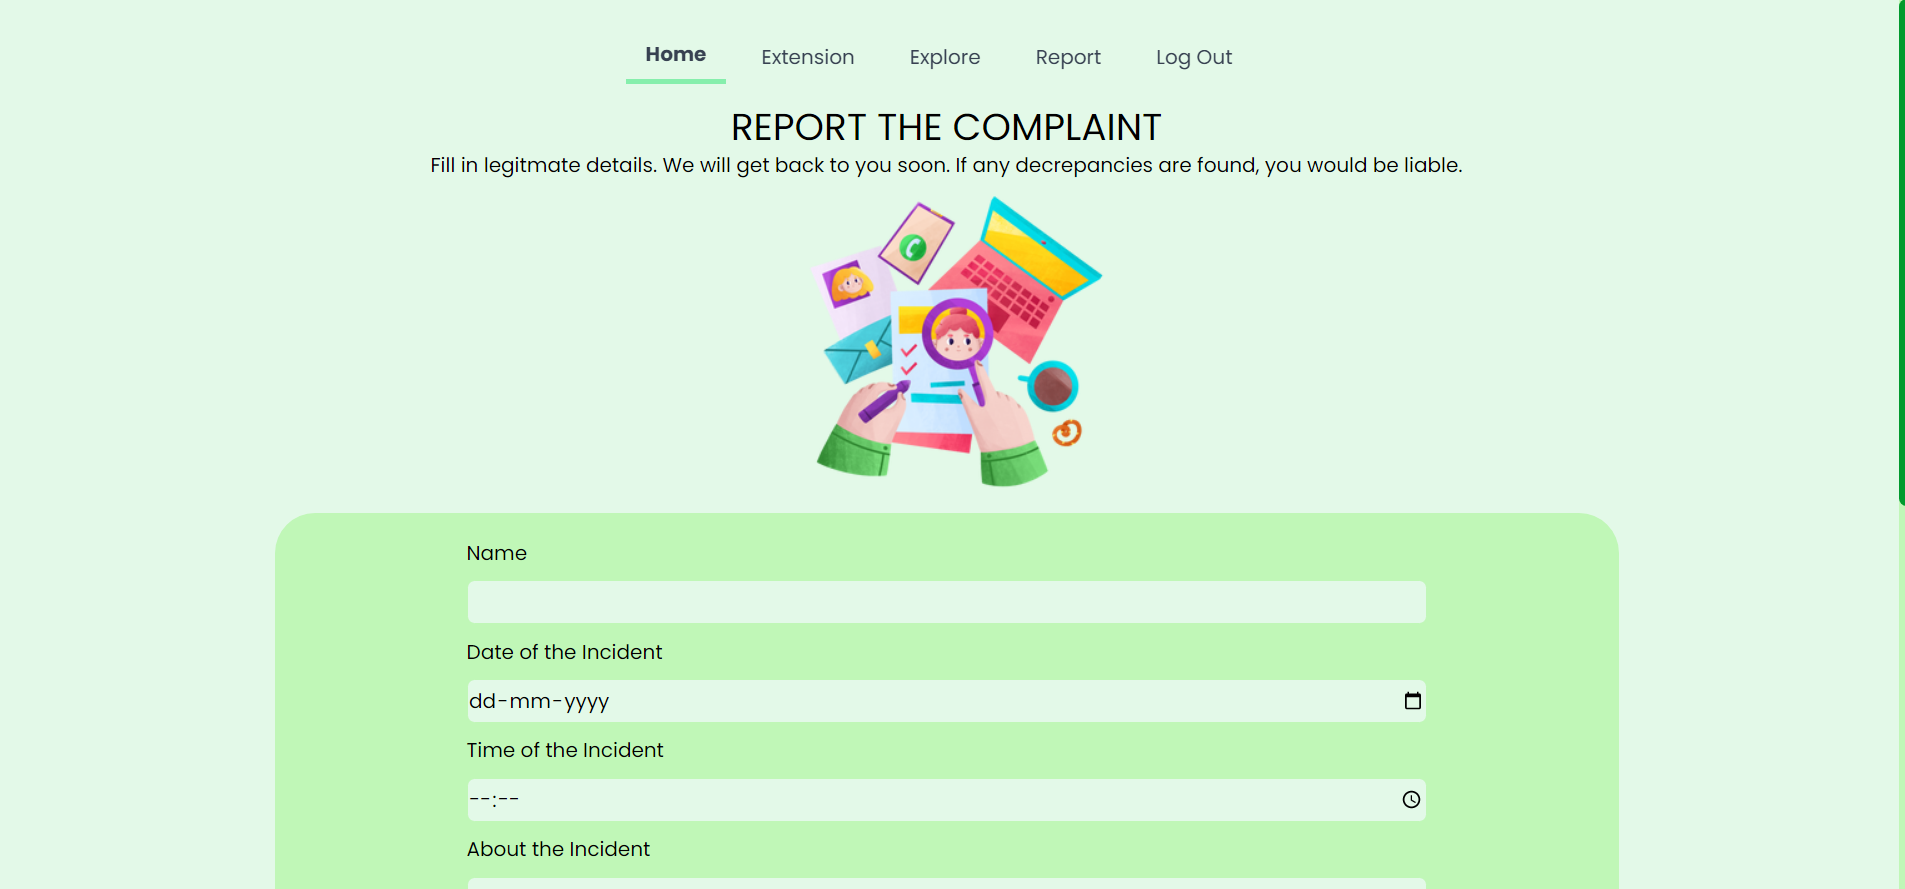 Home Extension Explore Report Log Out
REPORT THE COMPLAINT
Fill in legitmate details. We will get back to you soon. If any decrepancies are found, you would be liable.
Name
Date of the Incident
dd-mm-yyyy
Time of the Incident
--:--
About the Incident